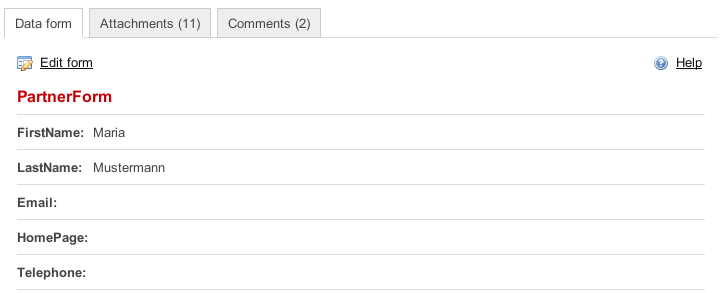 Data form Attachments (11) Comments (2)
Edit form Help
PartnerForm
FirstName: Maria
LastName: Mustermann
Email:
HomePage:
Telephone: